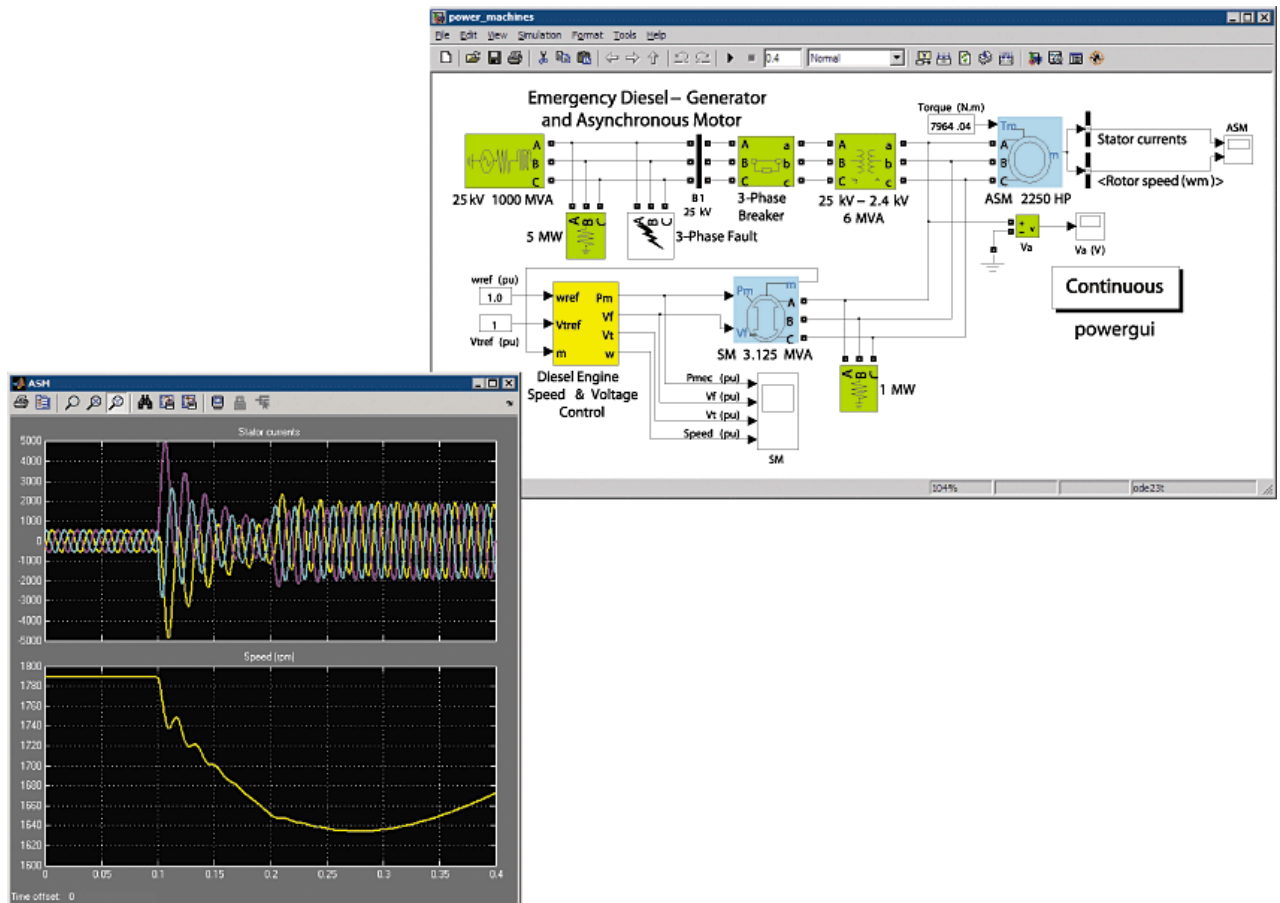 power_machines
File Edit View Simulation Format Tools Help
0.4 Normal
Emergency Diesel – Generator
and Asynchronous Motor
Torque (N.m)
7964 .04
Tm
A
B
C
m
Stator currents
<Rotor speed (wm)>
ASM
ASM 2250 HP
A
B
C
25 kV 1000 MVA
A B C
5 MW
A B C
3-Phase Fault
B1
25 kV
A a
B b
C c
3-Phase
Breaker
A a
B b
C c
25 kV – 2.4 kV
6 MVA
+
–
v
Va
Va (V)
Continuous
powergui
wref (pu)
1.0
1
Vtref (pu)
wref Pm
Vf
Vtref
Vt
m w
Diesel Engine
Speed & Voltage
Control
Pm
Vf
m
A
B
C
SM 3.125 MVA
A B C
1 MW
Pmec (pu)
Vf (pu)
Vt (pu)
Speed (pu)
SM
104% ode23t
ASM
Stator currents
5000
4000
3000
2000
1000
0
-1000
-2000
-3000
-4000
-5000
Speed (rpm)
1800
1780
1760
1740
1720
1700
1680
1660
1640
1620
1600
0 0.05 0.1 0.15 0.2 0.25 0.3 0.35 0.4
Time offset: 0